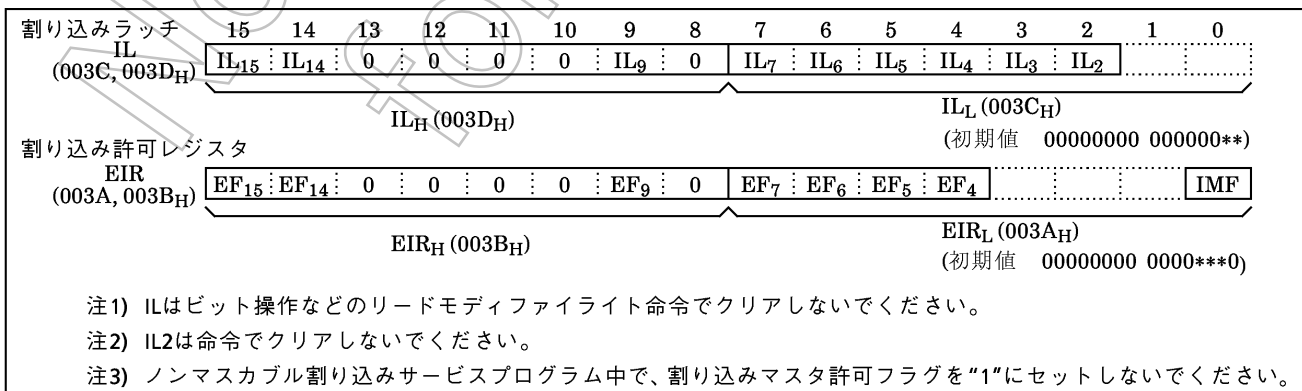 割り込みラッチ 15 14 13 12 11 10 9 8 7 6 5 4 3 2 1 0
IL
(003C, 003DH) IL15 IL14 0 0 0 0 IL9 0 IL7 IL6 IL5 IL4 IL3 IL2
ILH (003DH) ILL (003CH)
(初期値 00000000 000000**)
割り込み許可レジスタ
EIR
(003A, 003BH) EF15 EF14 0 0 0 0 EF9 0 EF7 EF6 EF5 EF4 IMF
EIRH (003BH) EIRL (003AH)
(初期値 00000000 0000***0)
注1) ILはビット操作などのリードモディファイライト命令でクリアしないでください。
注2) IL2は命令でクリアしないでください。
注3) ノンマスカブル割り込みサービスプログラム中で、割り込みマスタ許可フラグを“1”にセットしないでください。